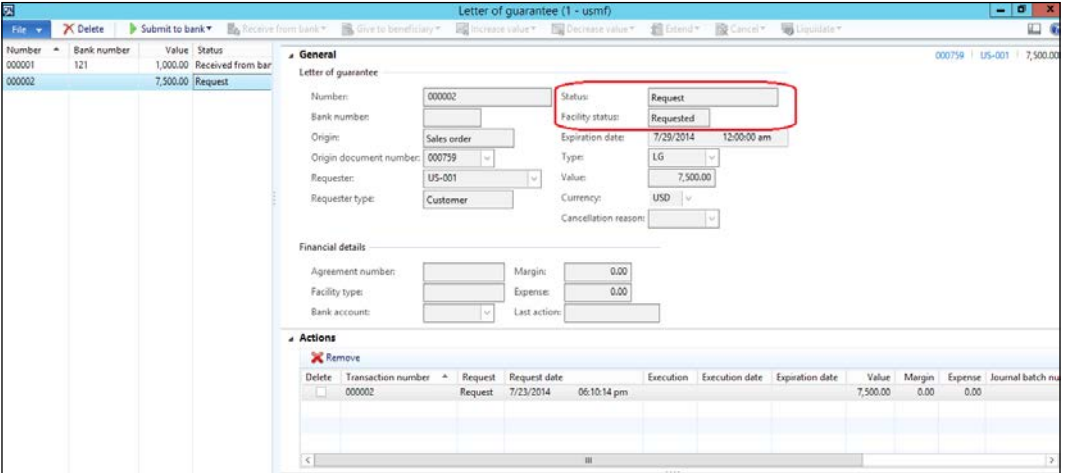 Letter of guarantee (1 - usmf)
File Delete Submit to bank Receive from bank Give to beneficiary Increase value Decrease value Extend Cancel Liquidate
Number Bank number Value Status
000001 121 1,000.00 Received from ban
000002 7,500.00 Request
General 000759 US-001 7,500.00
Letter of guarantee
Number: 000002 Status: Request
Bank number: Facility status: Requested
Origin: Sales order Expiration date: 7/29/2014 12:00:00 am
Origin document number: 000759 Type: LG
Requester: US-001 Value: 7,500.00
Requester type: Customer Currency: USD
Cancellation reason:
Financial details
Agreement number: Margin: 0.00
Facility type: Expense: 0.00
Bank account: Last action:
Actions
Remove
Delete Transaction number Request Request date Execution Execution date Expiration date Value Margin Expense Journal batch nu
000002 Request 7/23/2014 06:10:14 pm 7,500.00 0.00 0.00